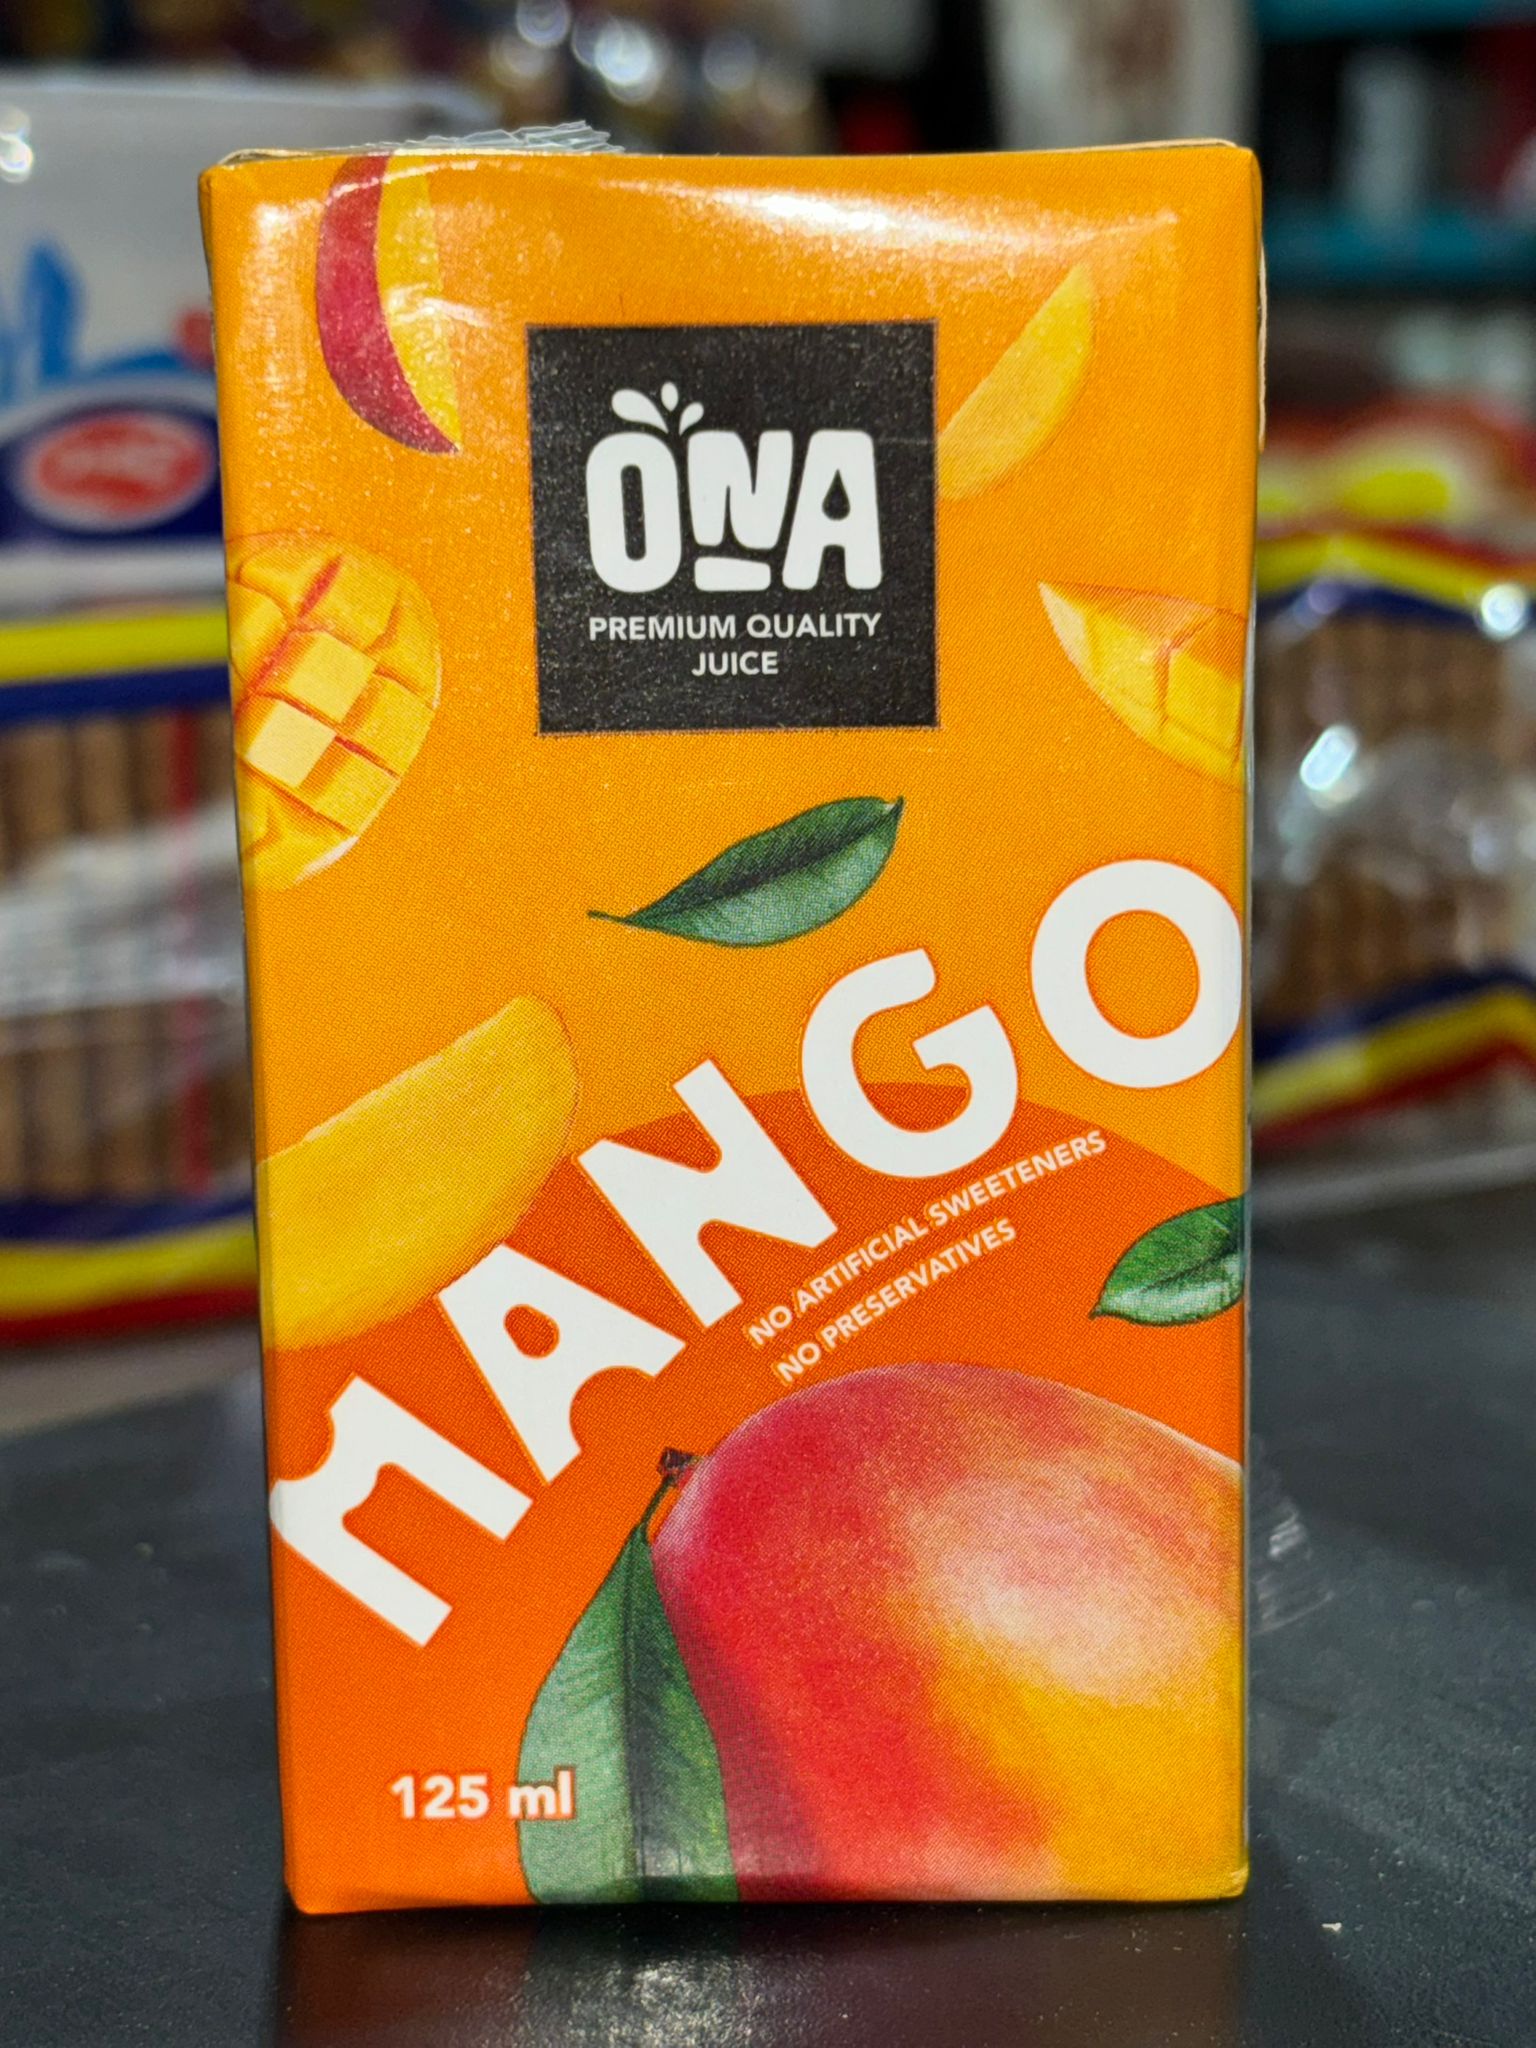 ONA
PREMIUM QUALITY
JUICE
MANGO
NO ARTIFICIAL SWEETENERS
NO PRESERVATIVES
125 ml